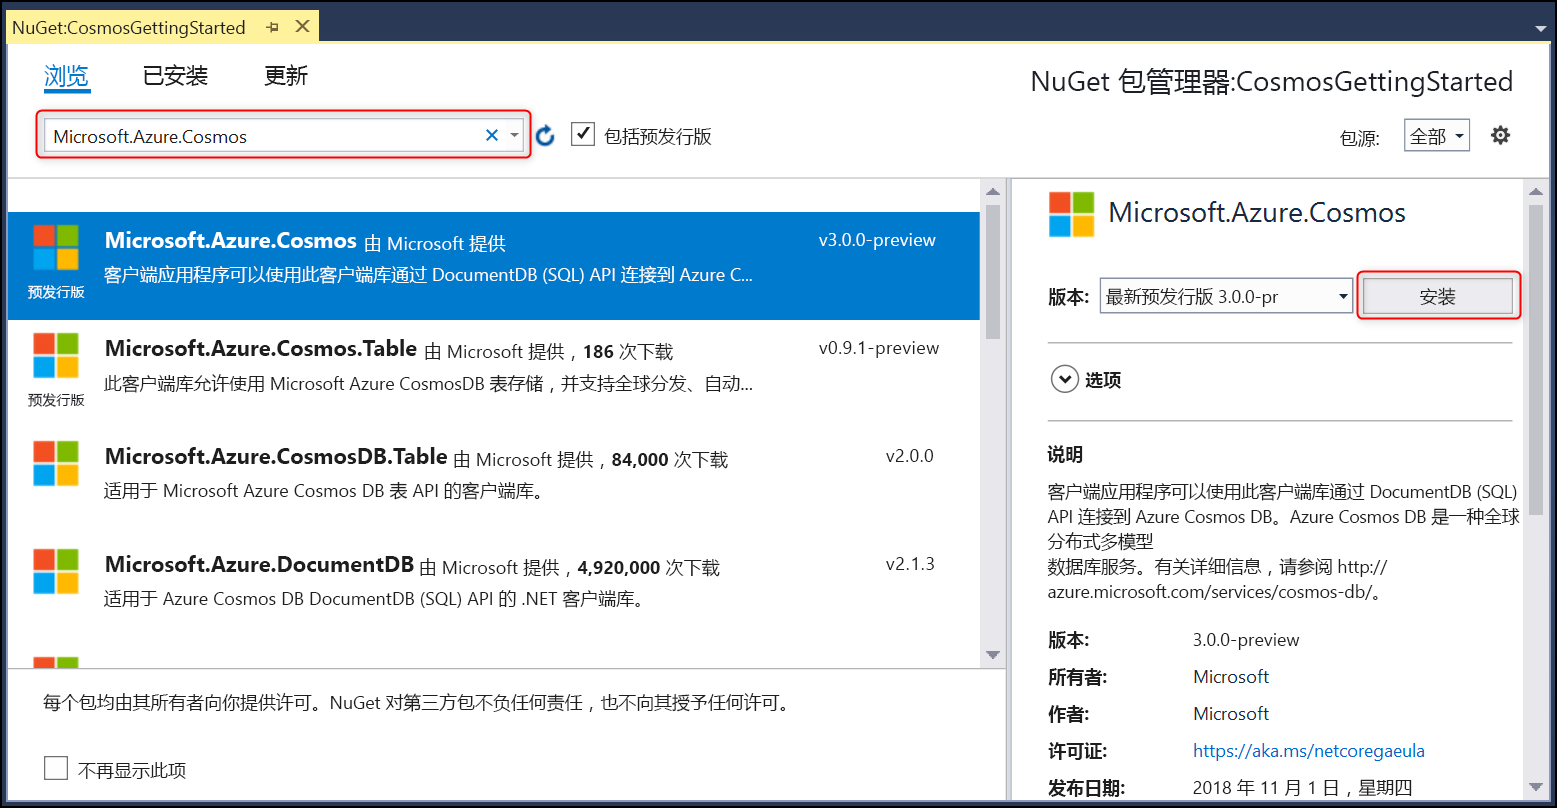 NuGet:CosmosGettingStarted
浏览 已安装 更新
NuGet 包管理器:CosmosGettingStarted
Microsoft.Azure.Cosmos
包括预发行版
包源: 全部
Microsoft.Azure.Cosmos 由 Microsoft 提供 v3.0.0-preview
客户端应用程序可以使用此客户端库通过 DocumentDB (SQL) API 连接到 Azure C...
预发行版
Microsoft.Azure.Cosmos.Table 由 Microsoft 提供，186 次下载 v0.9.1-preview
此客户端库允许使用 Microsoft Azure CosmosDB 表存储，并支持全球分发、自动...
预发行版
Microsoft.Azure.CosmosDB.Table 由 Microsoft 提供，84,000 次下载 v2.0.0
适用于 Microsoft Azure Cosmos DB 表 API 的客户端库。
Microsoft.Azure.DocumentDB 由 Microsoft 提供，4,920,000 次下载 v2.1.3
适用于 Azure Cosmos DB DocumentDB (SQL) API 的 .NET 客户端库。
每个包均由其所有者向你提供许可。NuGet 对第三方包不负任何责任，也不向其授予任何许可。
不再显示此项
Microsoft.Azure.Cosmos
版本: 最新预发行版 3.0.0-pr 安装
选项
说明
客户端应用程序可以使用此客户端库通过 DocumentDB (SQL)
API 连接到 Azure Cosmos DB。Azure Cosmos DB 是一种全球
分布式多模型
数据库服务。有关详细信息，请参阅 http://
azure.microsoft.com/services/cosmos-db/。
版本: 3.0.0-preview
所有者: Microsoft
作者: Microsoft
许可证: https://aka.ms/netcoregaeula
发布日期: 2018 年 11 月 1 日，星期四